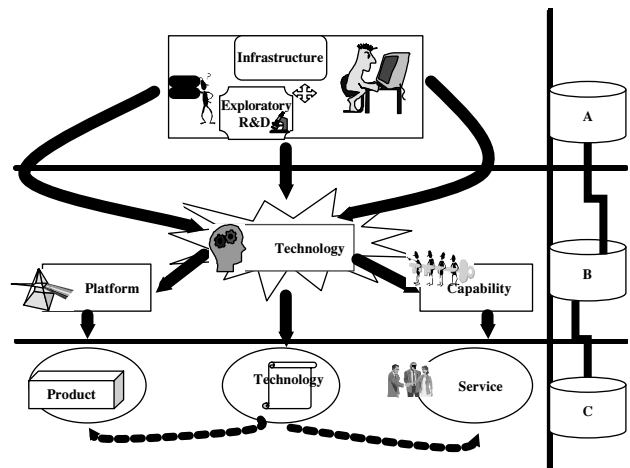 Infrastructure
Exploratory
R&D
A
Technology
B
Platform
Capability
Product
Technology
Service
C